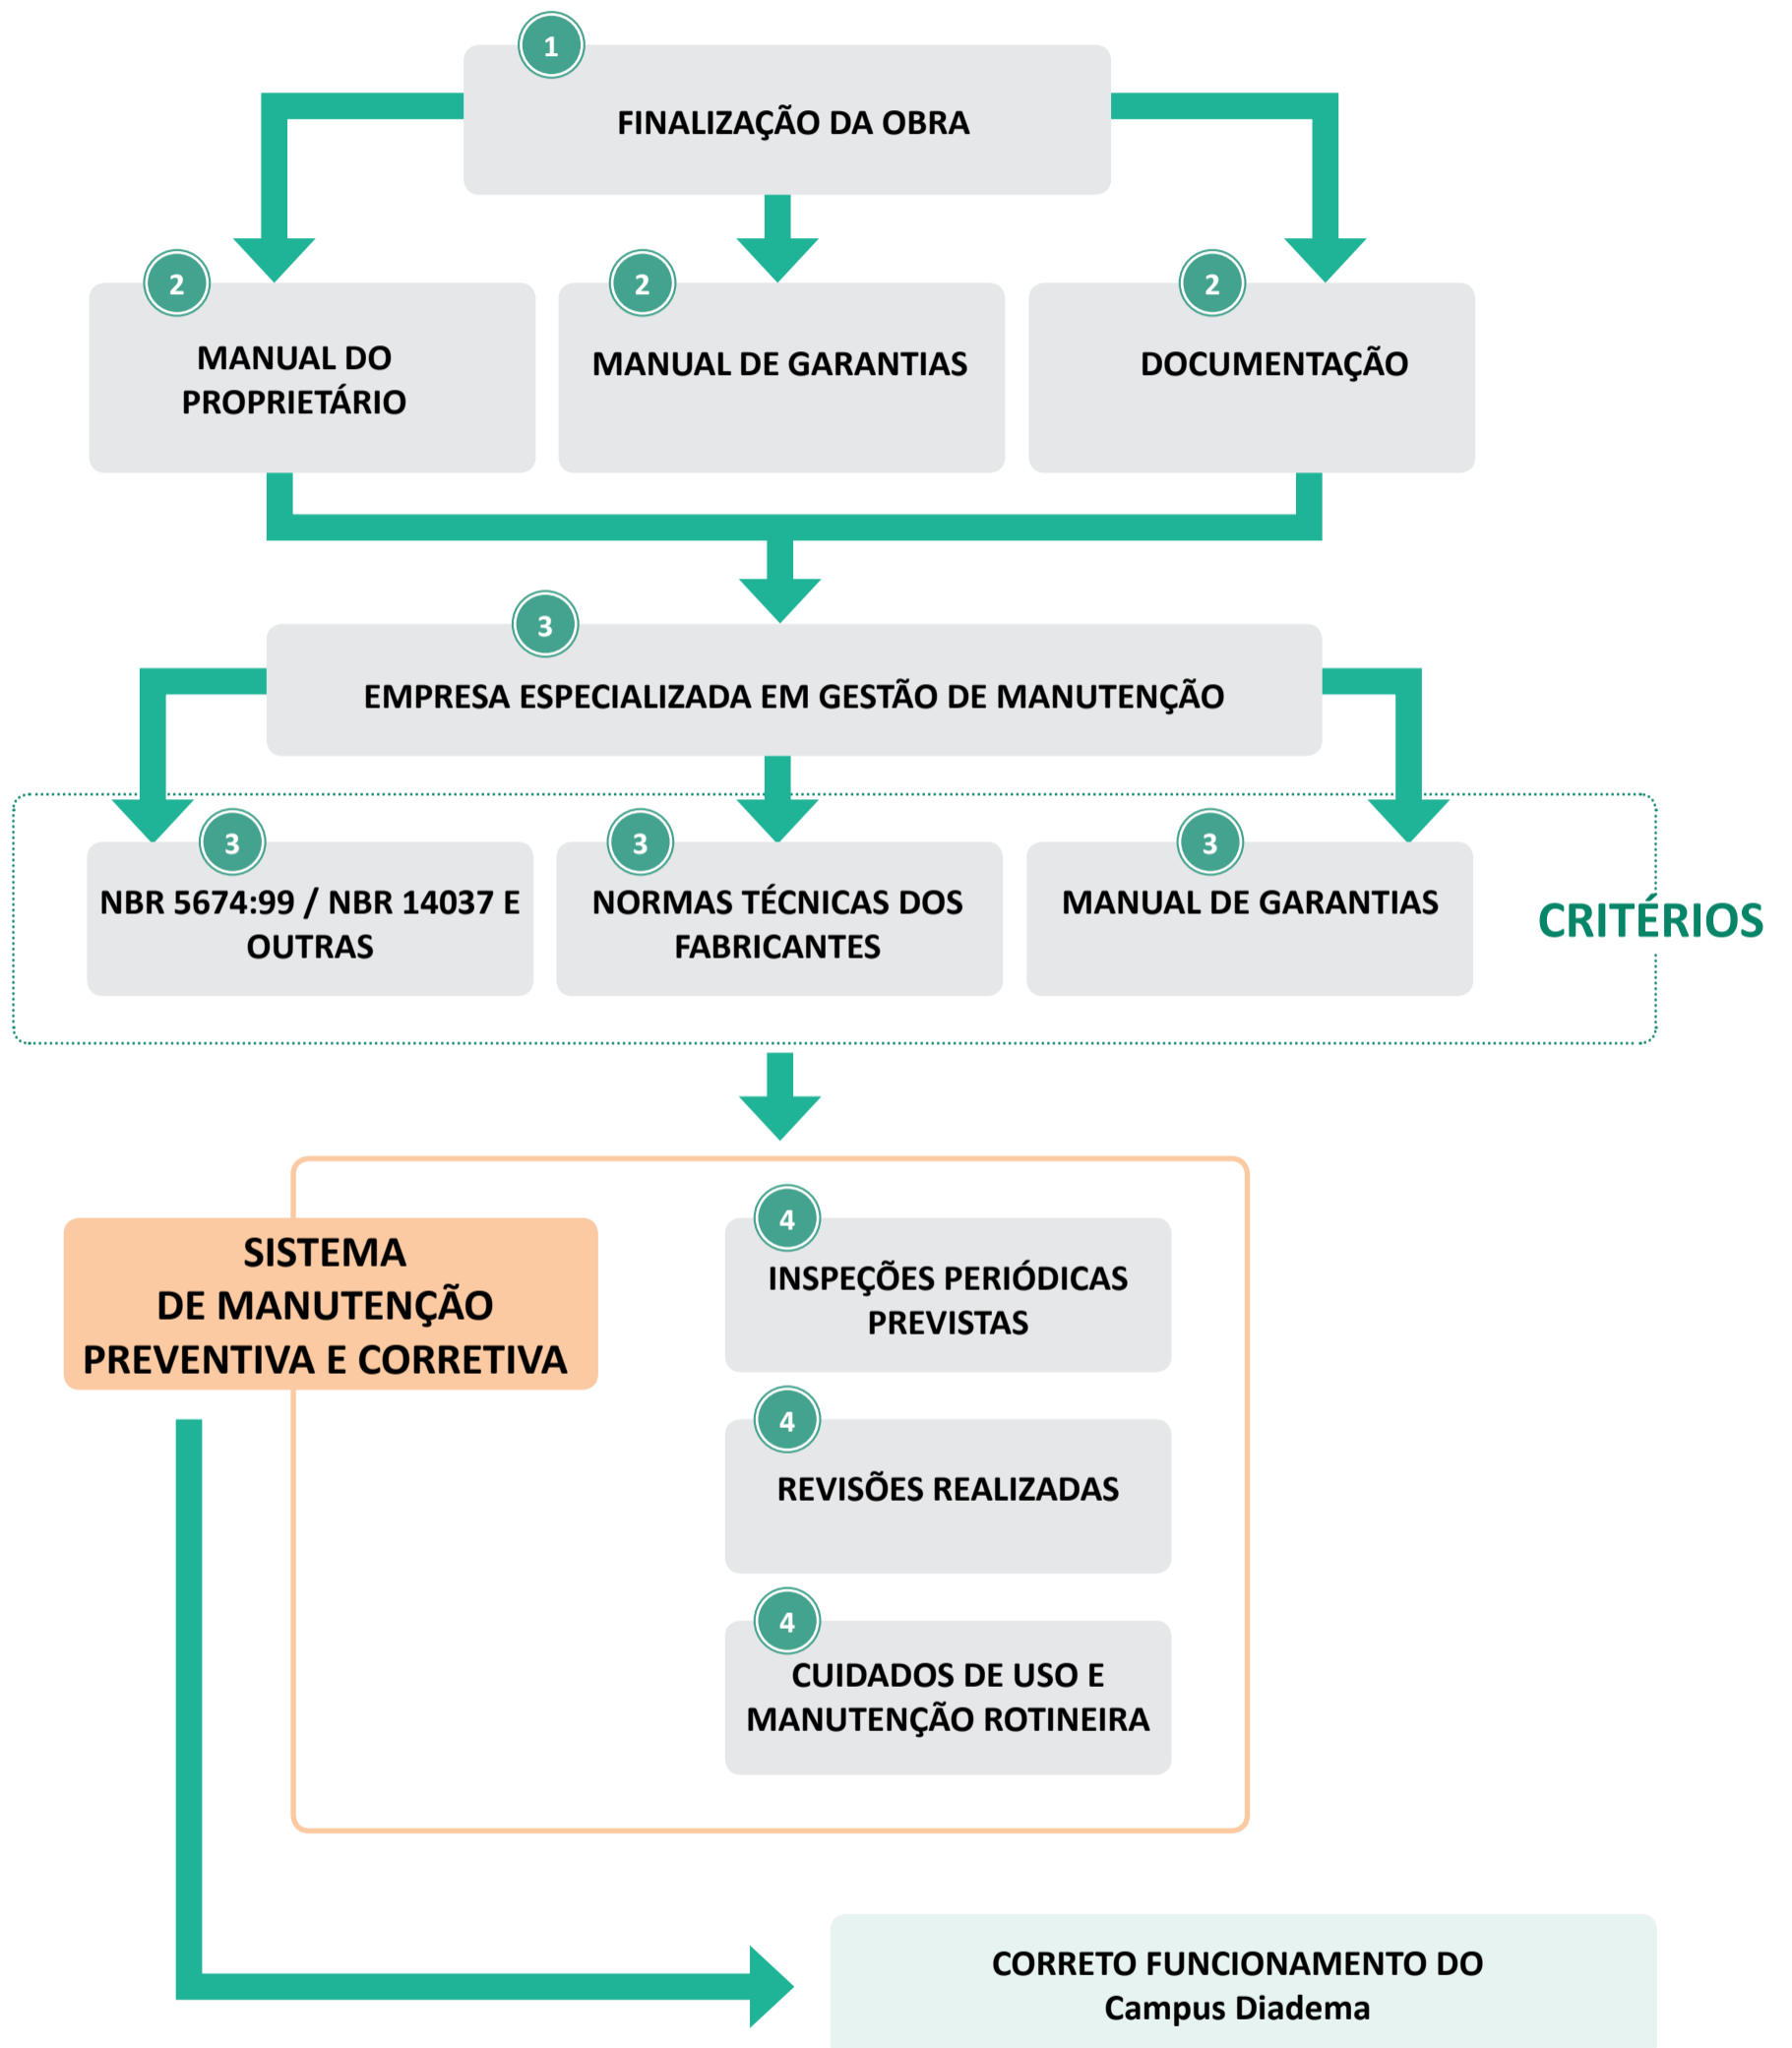 1
FINALIZAÇÃO DA OBRA
2
MANUAL DO
PROPRIETÁRIO
2
MANUAL DE GARANTIAS
2
DOCUMENTAÇÃO
3
EMPRESA ESPECIALIZADA EM GESTÃO DE MANUTENÇÃO
3
NBR 5674:99 / NBR 14037 E
OUTRAS
3
NORMAS TÉCNICAS DOS
FABRICANTES
3
MANUAL DE GARANTIAS
CRITÉRIOS
SISTEMA
DE MANUTENÇÃO
PREVENTIVA E CORRETIVA
4
INSPEÇÕES PERIÓDICAS
PREVISTAS
4
REVISÕES REALIZADAS
4
CUIDADOS DE USO E
MANUTENÇÃO ROTINEIRA
CORRETO FUNCIONAMENTO DO
Campus Diadema